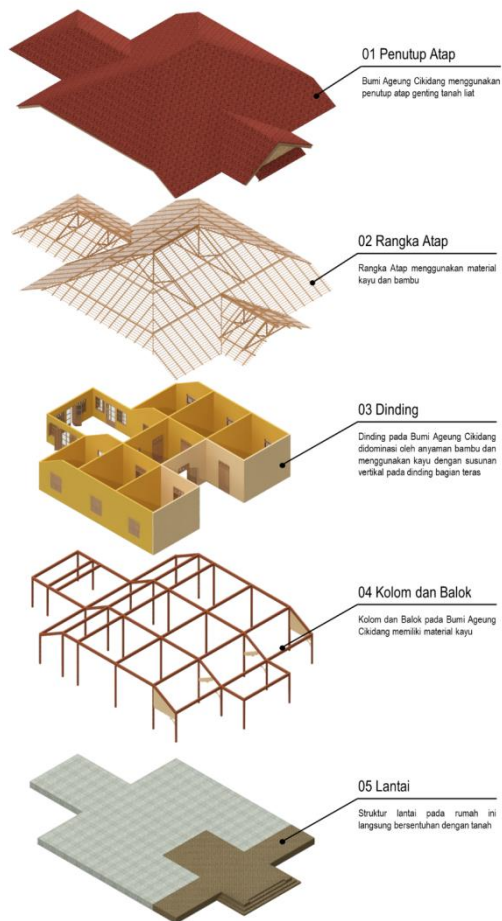 01 Penutup Atap
Bumi Ageung Cikidang menggunakan
penutup atap genting tanah liat
02 Rangka Atap
Rangka Atap menggunakan material
kayu dan bambu
03 Dinding
Dinding pada Bumi Ageung Cikidang
didominasi oleh anyaman bambu dan
menggunakan kayu dengan susunan
vertikal pada dinding bagian teras
04 Kolom dan Balok
Kolom dan Balok pada Bumi Ageung
Cikidang memiliki material kayu
05 Lantai
Struktur lantai pada rumah ini
langsung bersentuhan dengan tanah